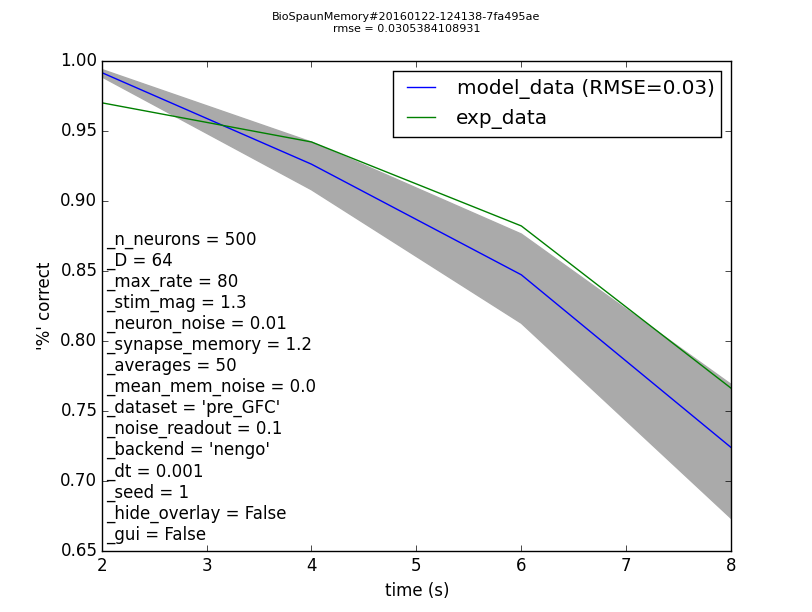 BioSpaunMemory#20160122-124138-7fa495ae
rmse = 0.0305384108931
1.00
model_data (RMSE=0.03)
exp_data
0.95
0.90
_n_neurons = 500
_D = 64
0.85
_max_rate = 80
_stim_mag = 1.3
_neuron_noise = 0.01
0.80
_synapse_memory = 1.2
_averages = 50
_mean_mem_noise = 0.0
0.75
_dataset = 'pre_GFC'
_noise_readout = 0.1
_backend = 'nengo'
0.70
_dt = 0.001
_seed = 1
_hide_overlay = False
_gui = False
0.65
'%' correct
2 3 4 5 6 7 8
time (s)